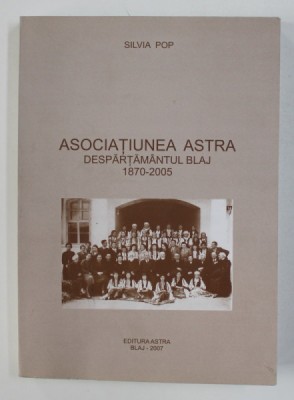 SILVIA POP
ASOCIAȚIUNEA ASTRA
DESPĂRȚĂMÂNTUL BLAJ
1870-2005
EDITURA ASTRA
BLAJ - 2007